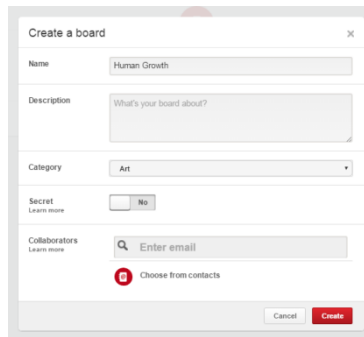 Create a board ×
Name Human Growth
Description What's your board about?
Category Art
Secret No
Learn more
Collaborators Enter email
Learn more
Choose from contacts
Cancel Create